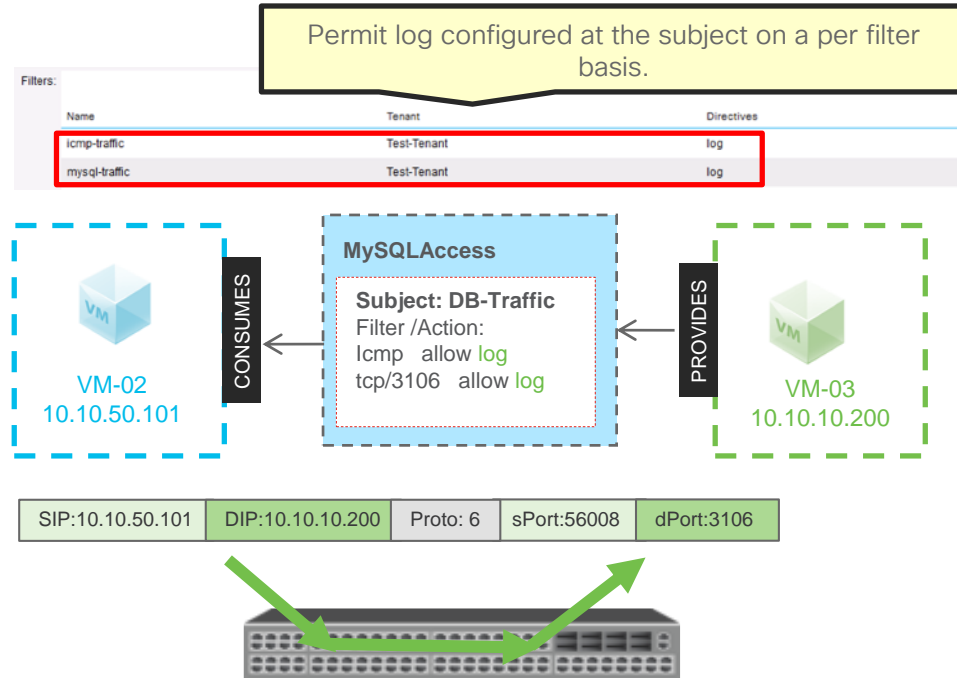 Permit log configured at the subject on a per filter
basis.
Filters:
Name Tenant Directives
icmp-traffic Test-Tenant log
mysql-traffic Test-Tenant log
MySQLAccess
Subject: DB-Traffic
Filter /Action:
Icmp allow log
tcp/3106 allow log
CONSUMES
PROVIDES
VM
VM-02
10.10.50.101
VM
VM-03
10.10.10.200
SIP:10.10.50.101 DIP:10.10.10.200 Proto: 6 sPort:56008 dPort:3106